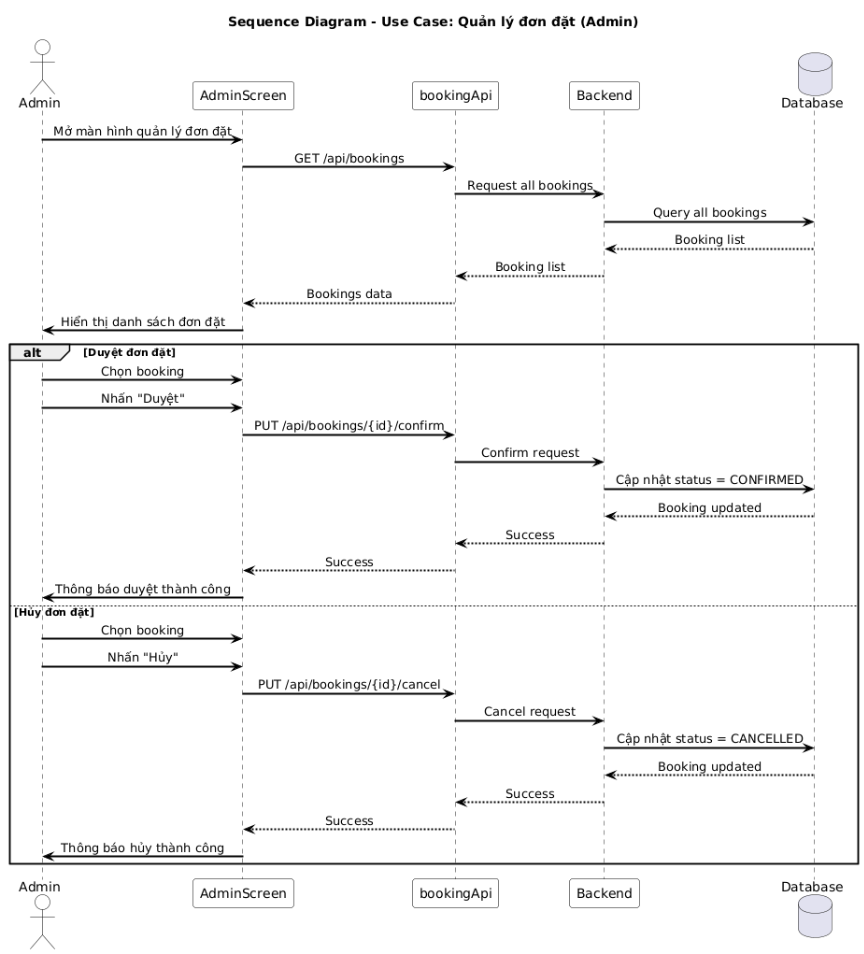 Sequence Diagram - Use Case: Quản lý đơn đặt (Admin)
Admin
AdminScreen
bookingApi
Backend
Database
Mở màn hình quản lý đơn đặt
GET /api/bookings
Request all bookings
Query all bookings
Booking list
Booking list
Bookings data
Hiển thị danh sách đơn đặt
alt
[Duyệt đơn đặt]
Chọn booking
Nhấn "Duyệt"
PUT /api/bookings/{id}/confirm
Confirm request
Cập nhật status = CONFIRMED
Booking updated
Success
Success
Thông báo duyệt thành công
[Hủy đơn đặt]
Chọn booking
Nhấn "Hủy"
PUT /api/bookings/{id}/cancel
Cancel request
Cập nhật status = CANCELLED
Booking updated
Success
Success
Thông báo hủy thành công
Admin
AdminScreen
bookingApi
Backend
Database